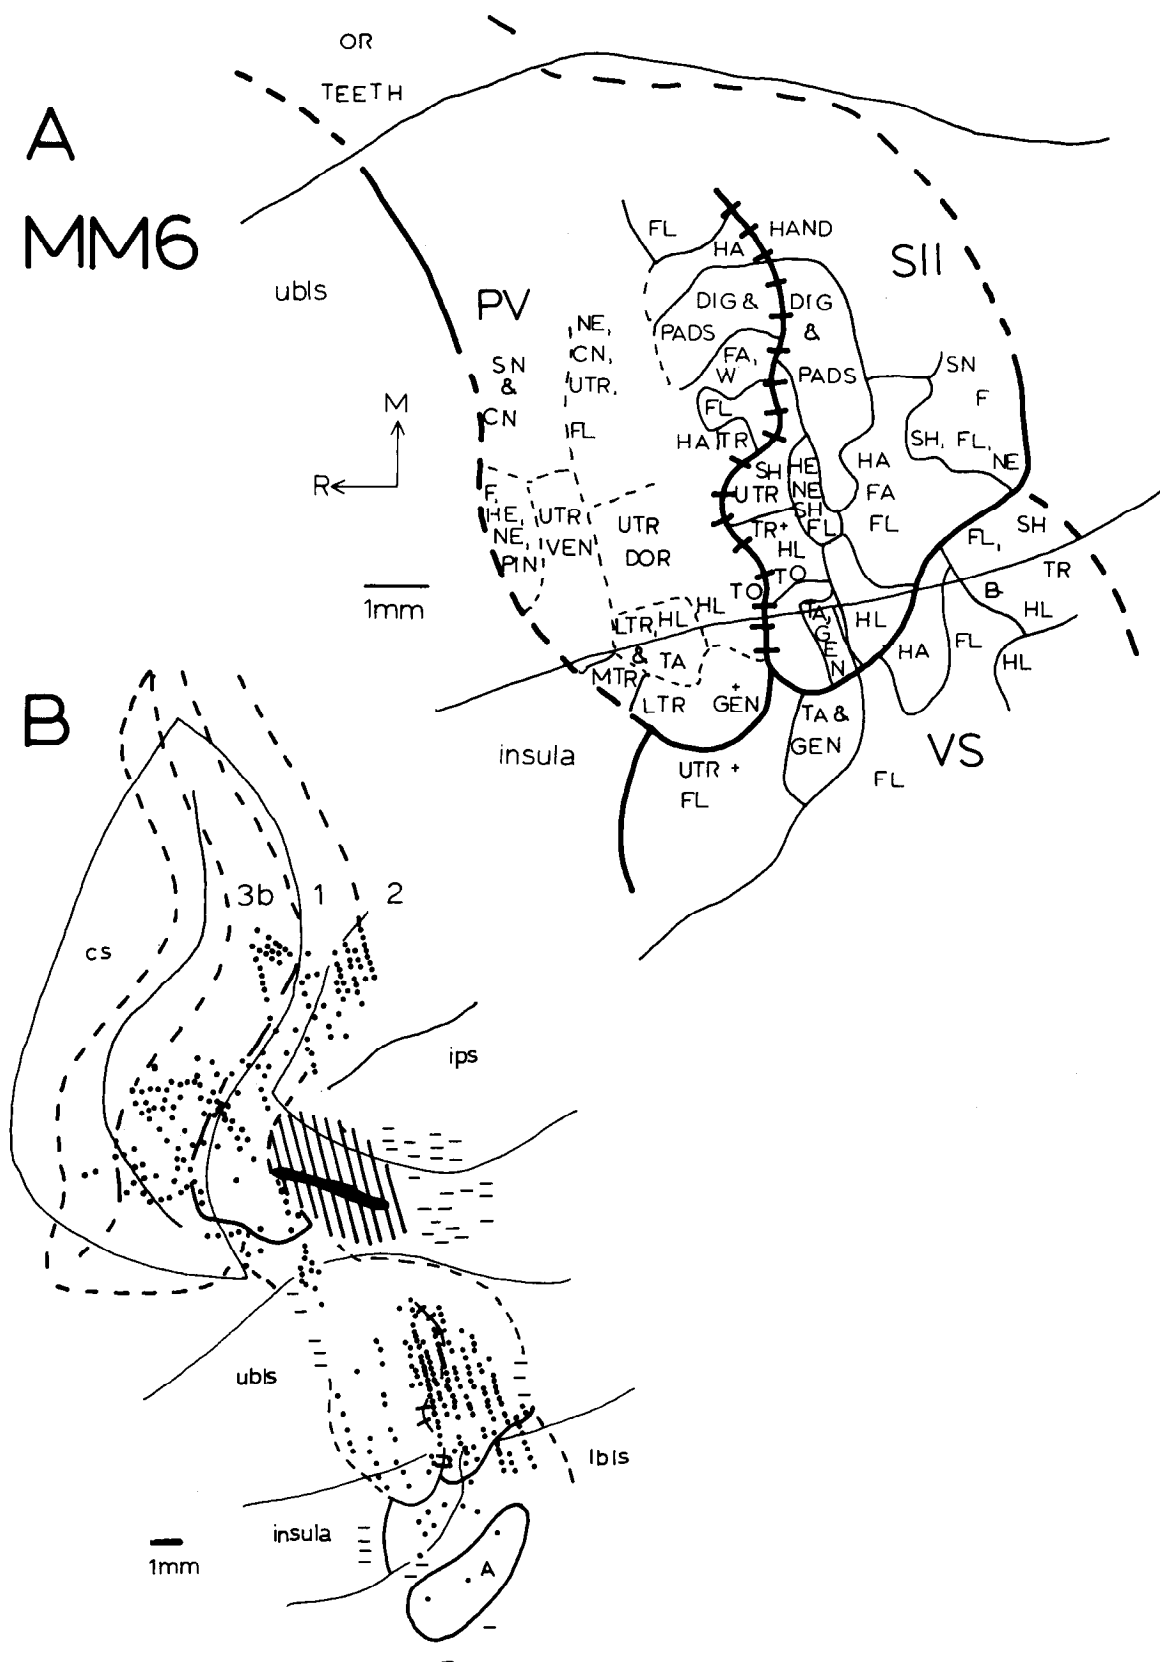 OR
TEETH
A
MM6
ubls
PV
SII
FL
HA
HAND
DIG &
PADS
DIG
&
PADS
FA,
W
FL
HA TR
SN
&
CN
NE,
CN,
UTR,
FL
SN
F
SH, FL,
NE
M
R
1mm
F,
HE,
NE,
PIN
UTR
VEN
UTR
DOR
SH
UTR
HE
NE
SH
FL
HA
FA
FL
TR+
HL
TO
TO
FL,
SH
TR
B
HL
HL
LTR,
HL
HL
&
TA
MTR
LTR
+
GEN
TA,
G
E
N
HL
HA
FL
insula
UTR +
FL
TA &
GEN
FL
VS
B
3b
1
2
cs
ips
ubls
lbls
insula
1mm
A